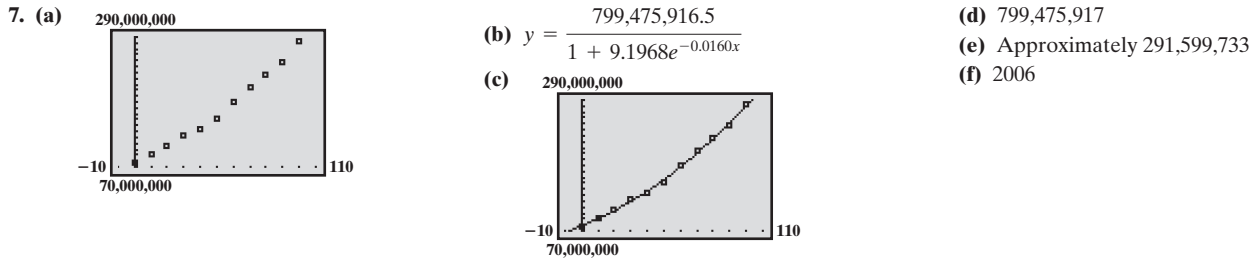 7. (a)
290,000,000
−10
110
70,000,000
(b) y = 799,475,916.5 / 1 + 9.1968e^−0.0160x
(c)
290,000,000
−10
110
70,000,000
(d) 799,475,917
(e) Approximately 291,599,733
(f) 2006